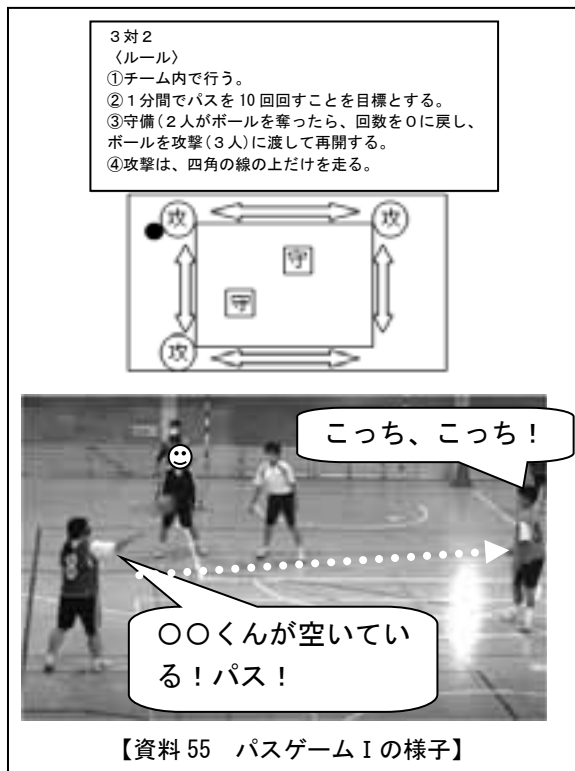 3対2
〈ルール〉
①チーム内で行う。
②1分間でパスを10回回すことを目標とする。
③守備(2人がボールを奪ったら、回数を0に戻し、
ボールを攻撃(3人)に渡して再開する。
④攻撃は、四角の線の上だけを走る。
攻
攻
守
守
攻
こっち、こっち！
〇〇くんが空いてい
る！パス！
【資料55 パスゲームⅠの様子】